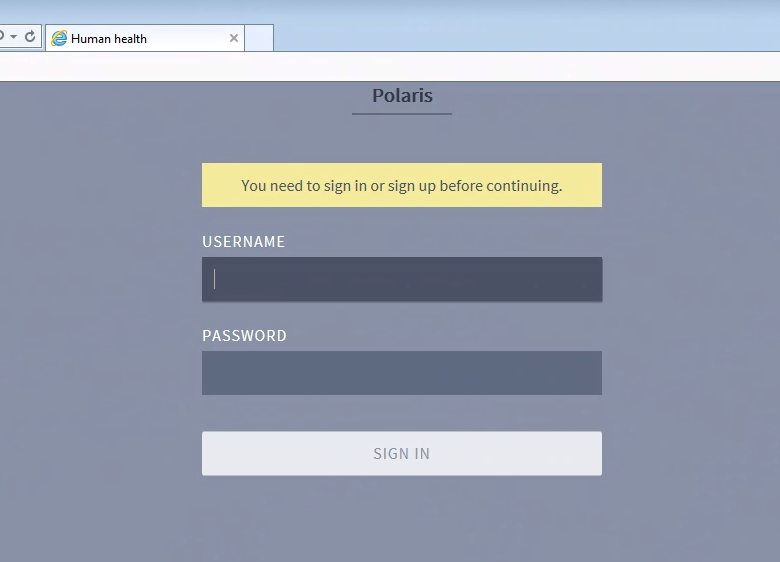 Human health
Polaris
You need to sign in or sign up before continuing.
USERNAME
PASSWORD
SIGN IN